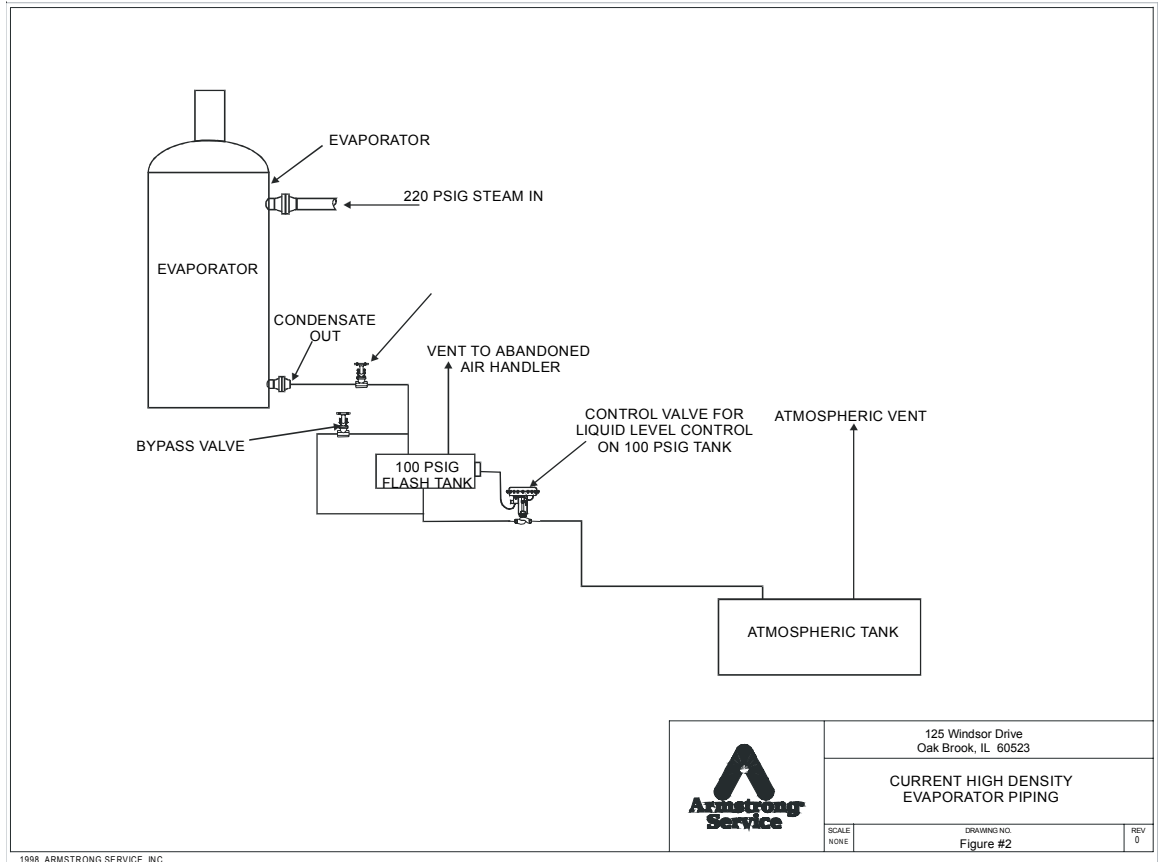 EVAPORATOR
220 PSIG STEAM IN
EVAPORATOR
CONDENSATE
OUT
VENT TO ABANDONED
AIR HANDLER
BYPASS VALVE
CONTROL VALVE FOR
LIQUID LEVEL CONTROL
ON 100 PSIG TANK
ATMOSPHERIC VENT
100 PSIG
FLASH TANK
ATMOSPHERIC TANK
Armstrong
Service
125 Windsor Drive
Oak Brook, IL 60523
CURRENT HIGH DENSITY
EVAPORATOR PIPING
SCALE
NONE
DRAWING NO.
Figure #2
REV
0
1998 ARMSTRONG SERVICE, INC.